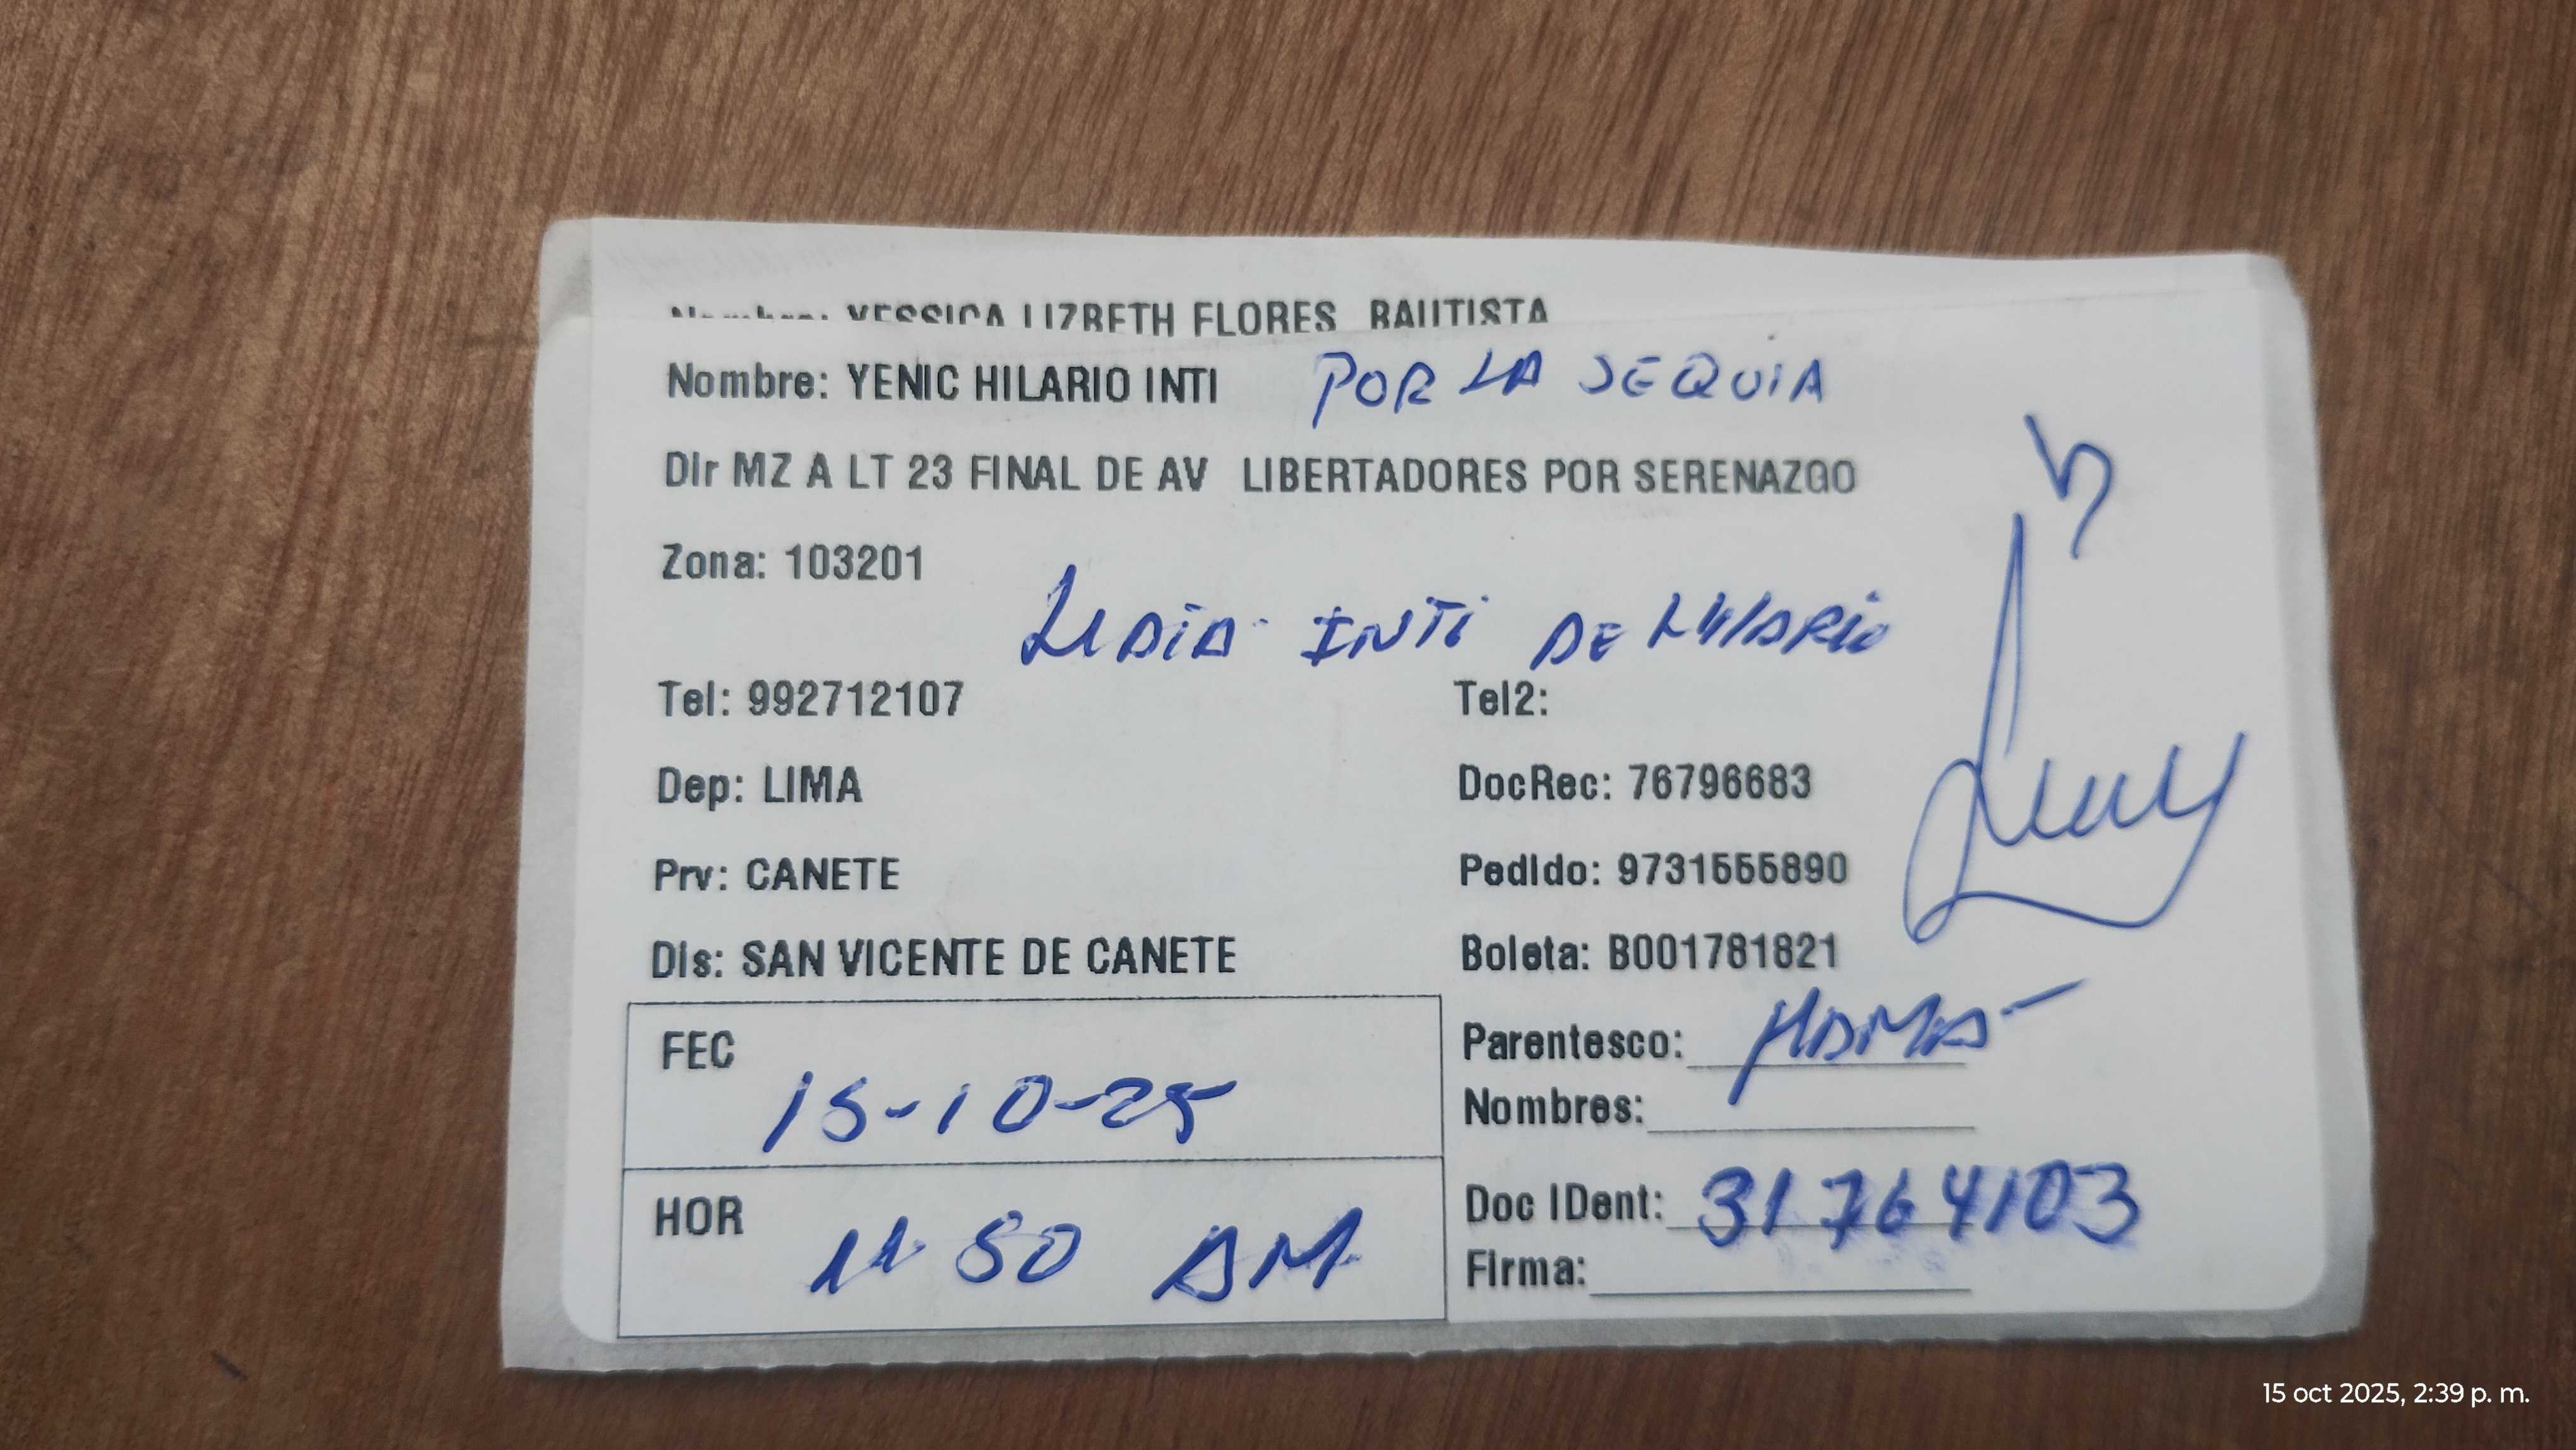 YESSICA LIZBETH FLORES BAUTISTA
Nombre: YENIC HILARIO INTI POR LA SEQUIA
Dir MZ A LT 23 FINAL DE AV LIBERTADORES POR SERENAZGO
Zona: 103201
LIDIA INTI DE HILARIO
Tel: 992712107 Tel2:
Dep: LIMA DocRec: 76796683
Prv: CANETE Pedido: 9731555890
Dis: SAN VICENTE DE CANETE Boleta: B001781821
FEC 15-10-25 Parentesco: MAMA
Nombres:
HOR 11 50 AM Doc IDent: 31764103
Firma:
15 oct 2025, 2:39 p. m.